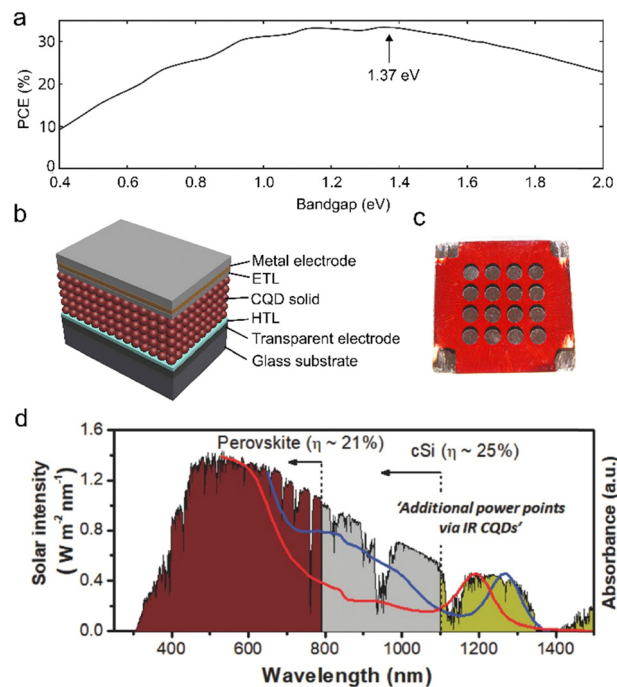 a
30
20
10
0
PCE (%)
1.37 eV
0.4 0.6 0.8 1.0 1.2 1.4 1.6 1.8 2.0
Bandgap (eV)
b
Metal electrode
ETL
CQD solid
HTL
Transparent electrode
Glass substrate
c
d
1.6
1.2
0.8
0.4
0.0
Solar intensity
( W m-2 nm-1)
Perovskite (η ~ 21%)
cSi (η ~ 25%)
'Additional power points
via IR CQDs'
Absorbance (a.u.)
400 600 800 1000 1200 1400
Wavelength (nm)